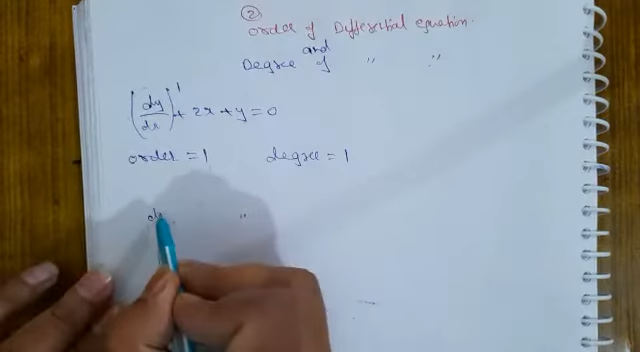 ②
Order of Differential Equation.
and
Degree of " "
(dy/dx)¹ + 2x + y = 0
order = 1 degree = 1